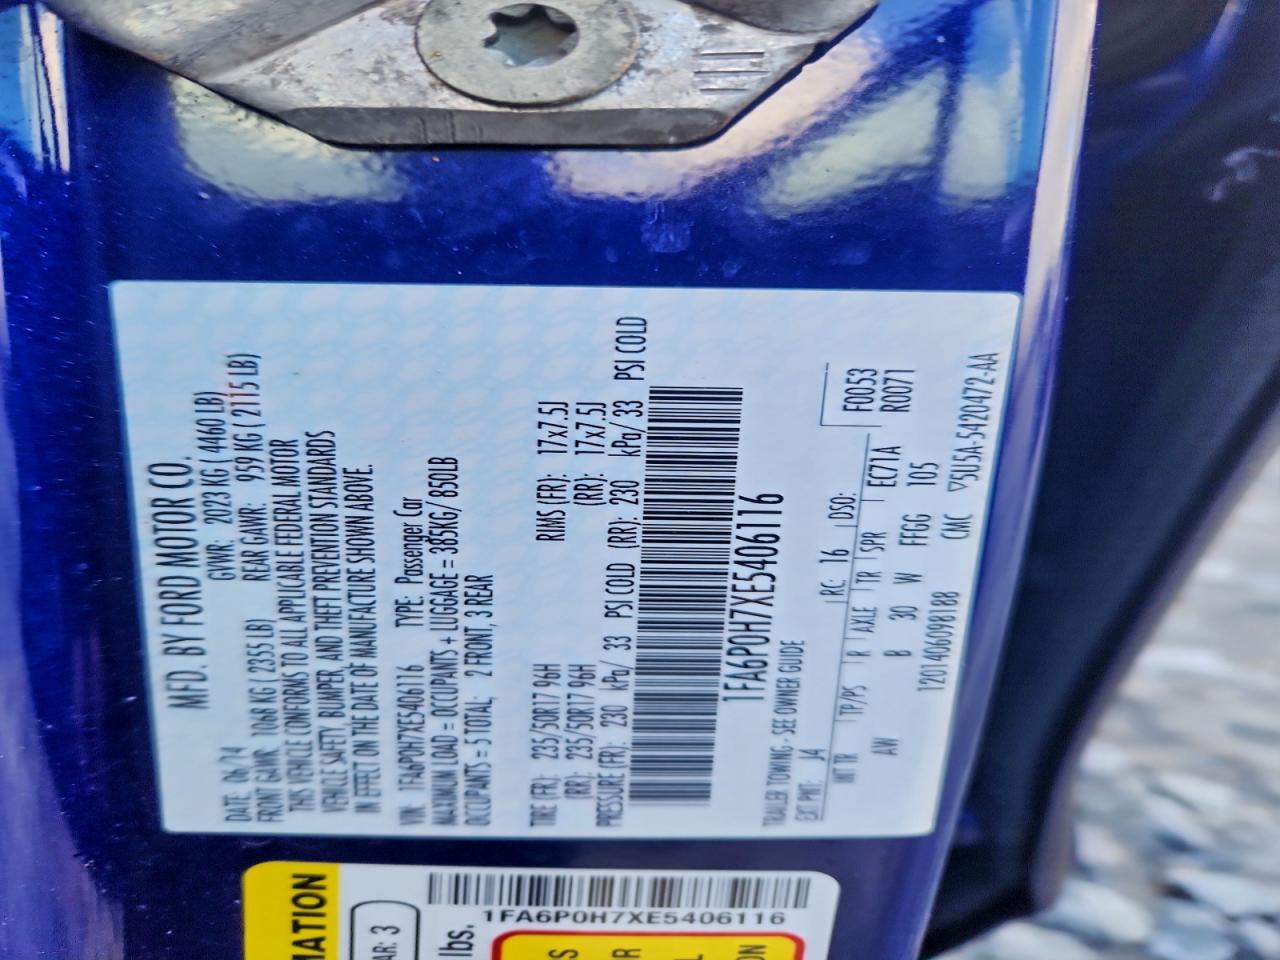 MFD. BY FORD MOTOR CO.
DATE: 06/14 GVWR: 2023 KG ( 4460 LB)
FRONT GAWR: 1068 KG ( 2355 LB) REAR GAWR: 959 KG ( 2115 LB)
THIS VEHICLE CONFORMS TO ALL APPLICABLE FEDERAL MOTOR
VEHICLE SAFETY, BUMPER, AND THEFT PREVENTION STANDARDS
IN EFFECT ON THE DATE OF MANUFACTURE SHOWN ABOVE.
VIN: 1FA6P0H7XE5406116 TYPE: Passenger Car
MAXIMUM LOAD = OCCUPANTS + LUGGAGE = 385KG/ 850LB
OCCUPANTS = 5 TOTAL; 2 FRONT, 3 REAR
TIRE (FR): 235/50R17 96H RIMS (FR): 17x7.5J
(RR): 235/50R17 96H (RR): 17x7.5J
PRESSURE (FR): 230 kPa/ 33 PSI COLD (RR): 230 kPa/ 33 PSI COLD
1FA6P0H7XE5406116
TRAILER TOWING - SEE OWNER GUIDE
EXT PNT: J4 RC: 16 DSO: F0053
INT TR TP/PS R AXLE TR SPR EC71A R0071
AW B 30 W FFGG 105
1201406098188 CMC ▽5U5A-5420472-AA
MATION
AR: 3
lbs.
1FA6P0H7XE5406116
S
R
L
ON